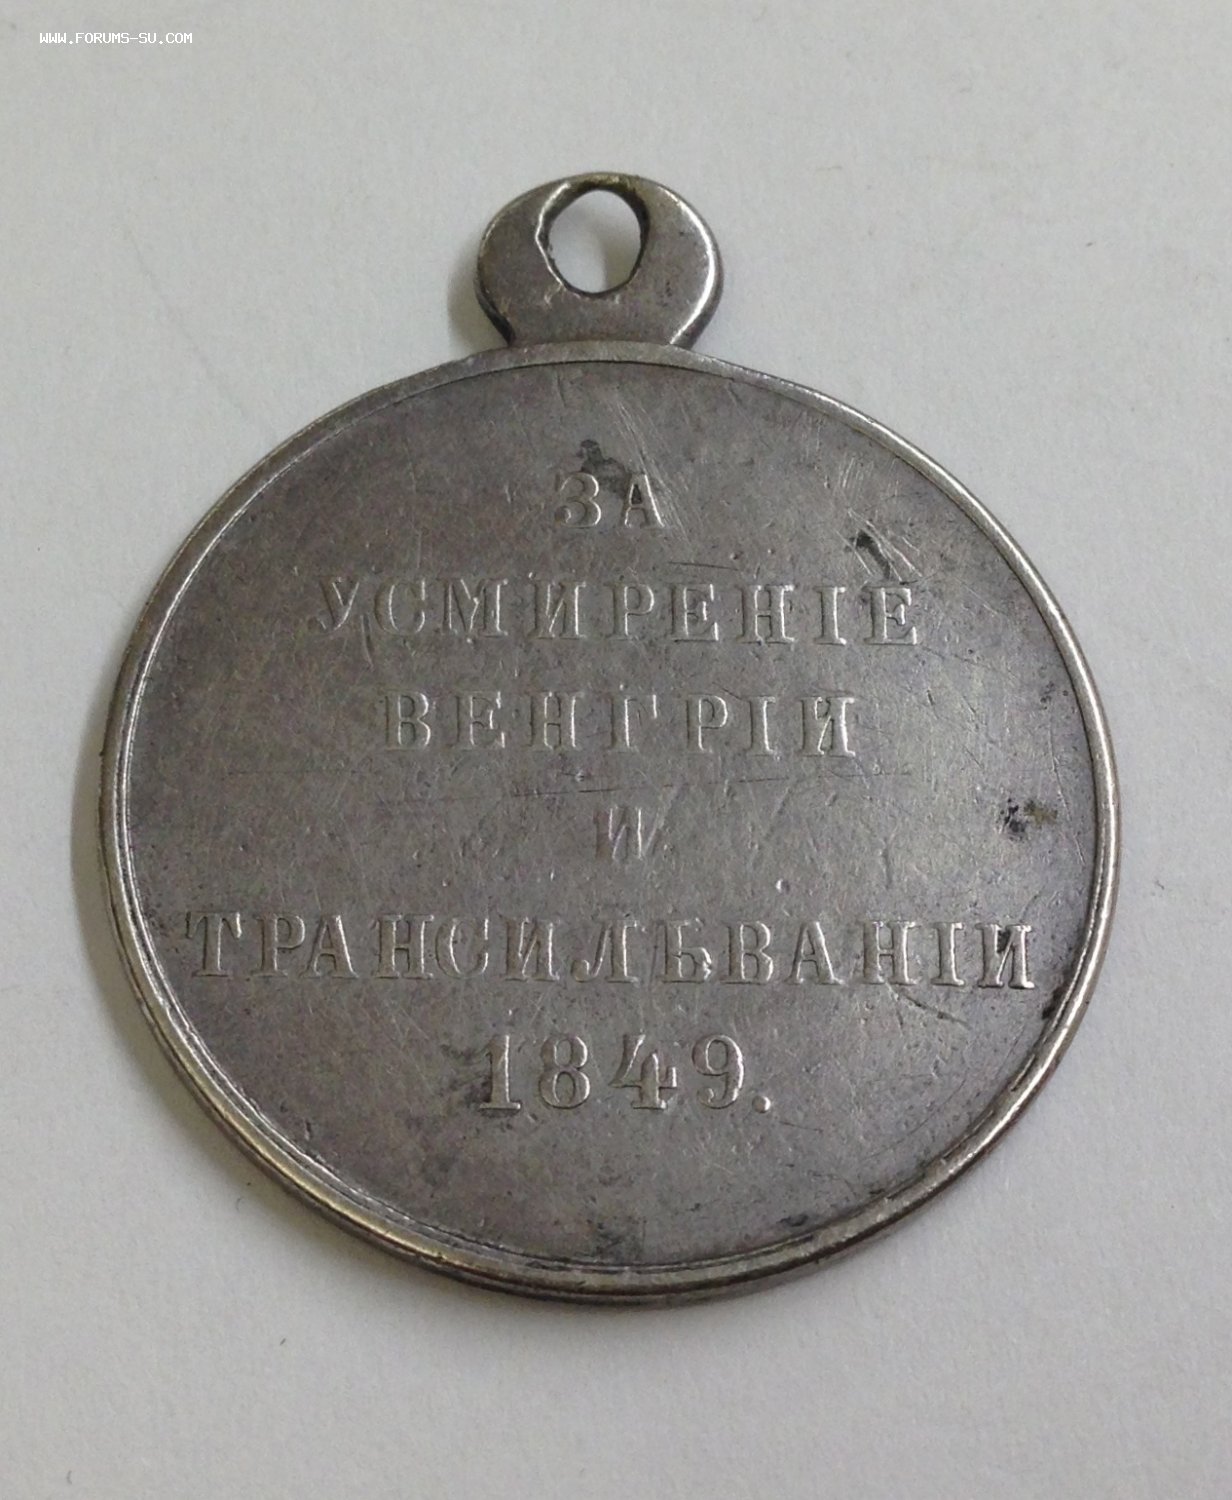 WWW.FORUMS-SU.COM
ЗА
УСМИРЕНІЕ
ВЕНГРІИ
И
ТРАНСИЛЬВАНІИ
1849.